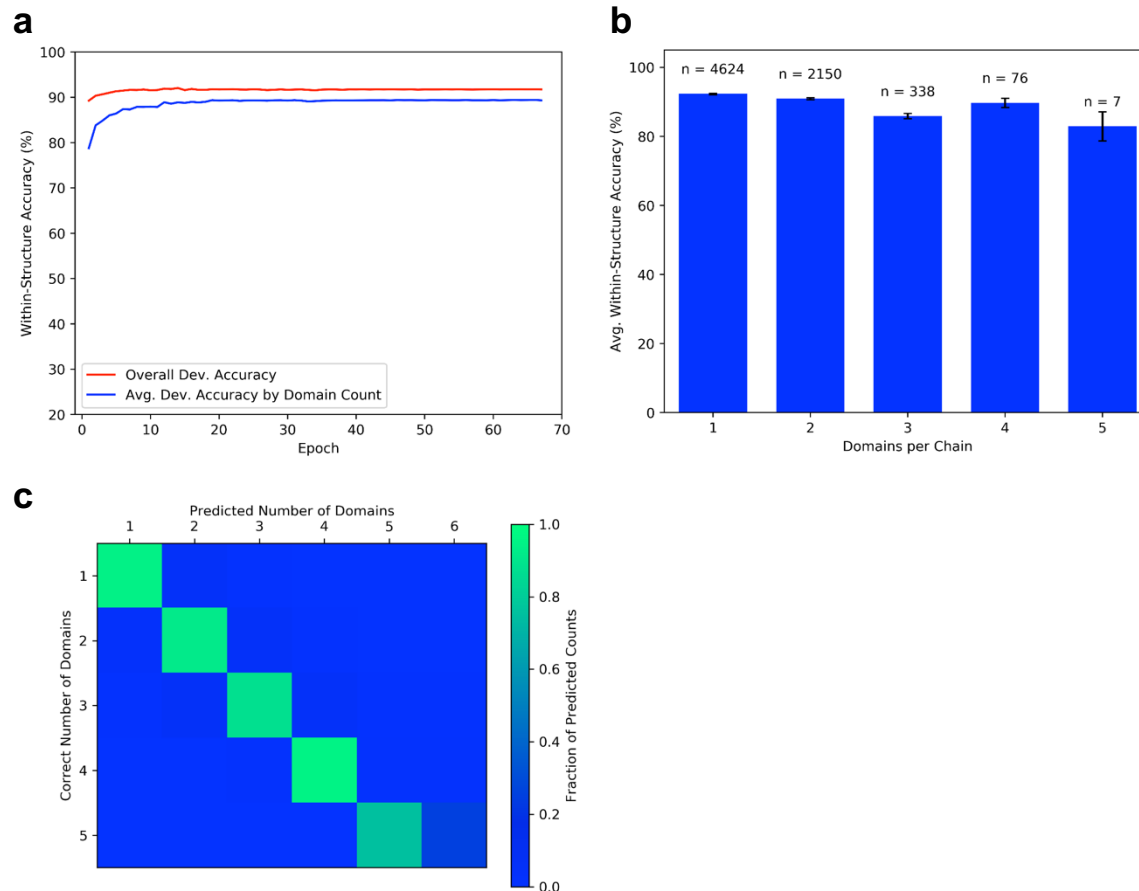 a
100
90
80
70
60
50
40
30
20
Within-Structure Accuracy (%)
Overall Dev. Accuracy
Avg. Dev. Accuracy by Domain Count
0 10 20 30 40 50 60 70
Epoch
b
100
80
60
40
20
0
Avg. Within-Structure Accuracy (%)
n = 4624
n = 2150
n = 338
n = 76
n = 7
1 2 3 4 5
Domains per Chain
c
Predicted Number of Domains
1 2 3 4 5 6
Correct Number of Domains
1
2
3
4
5
1.0
0.8
0.6
0.4
0.2
0.0
Fraction of Predicted Counts